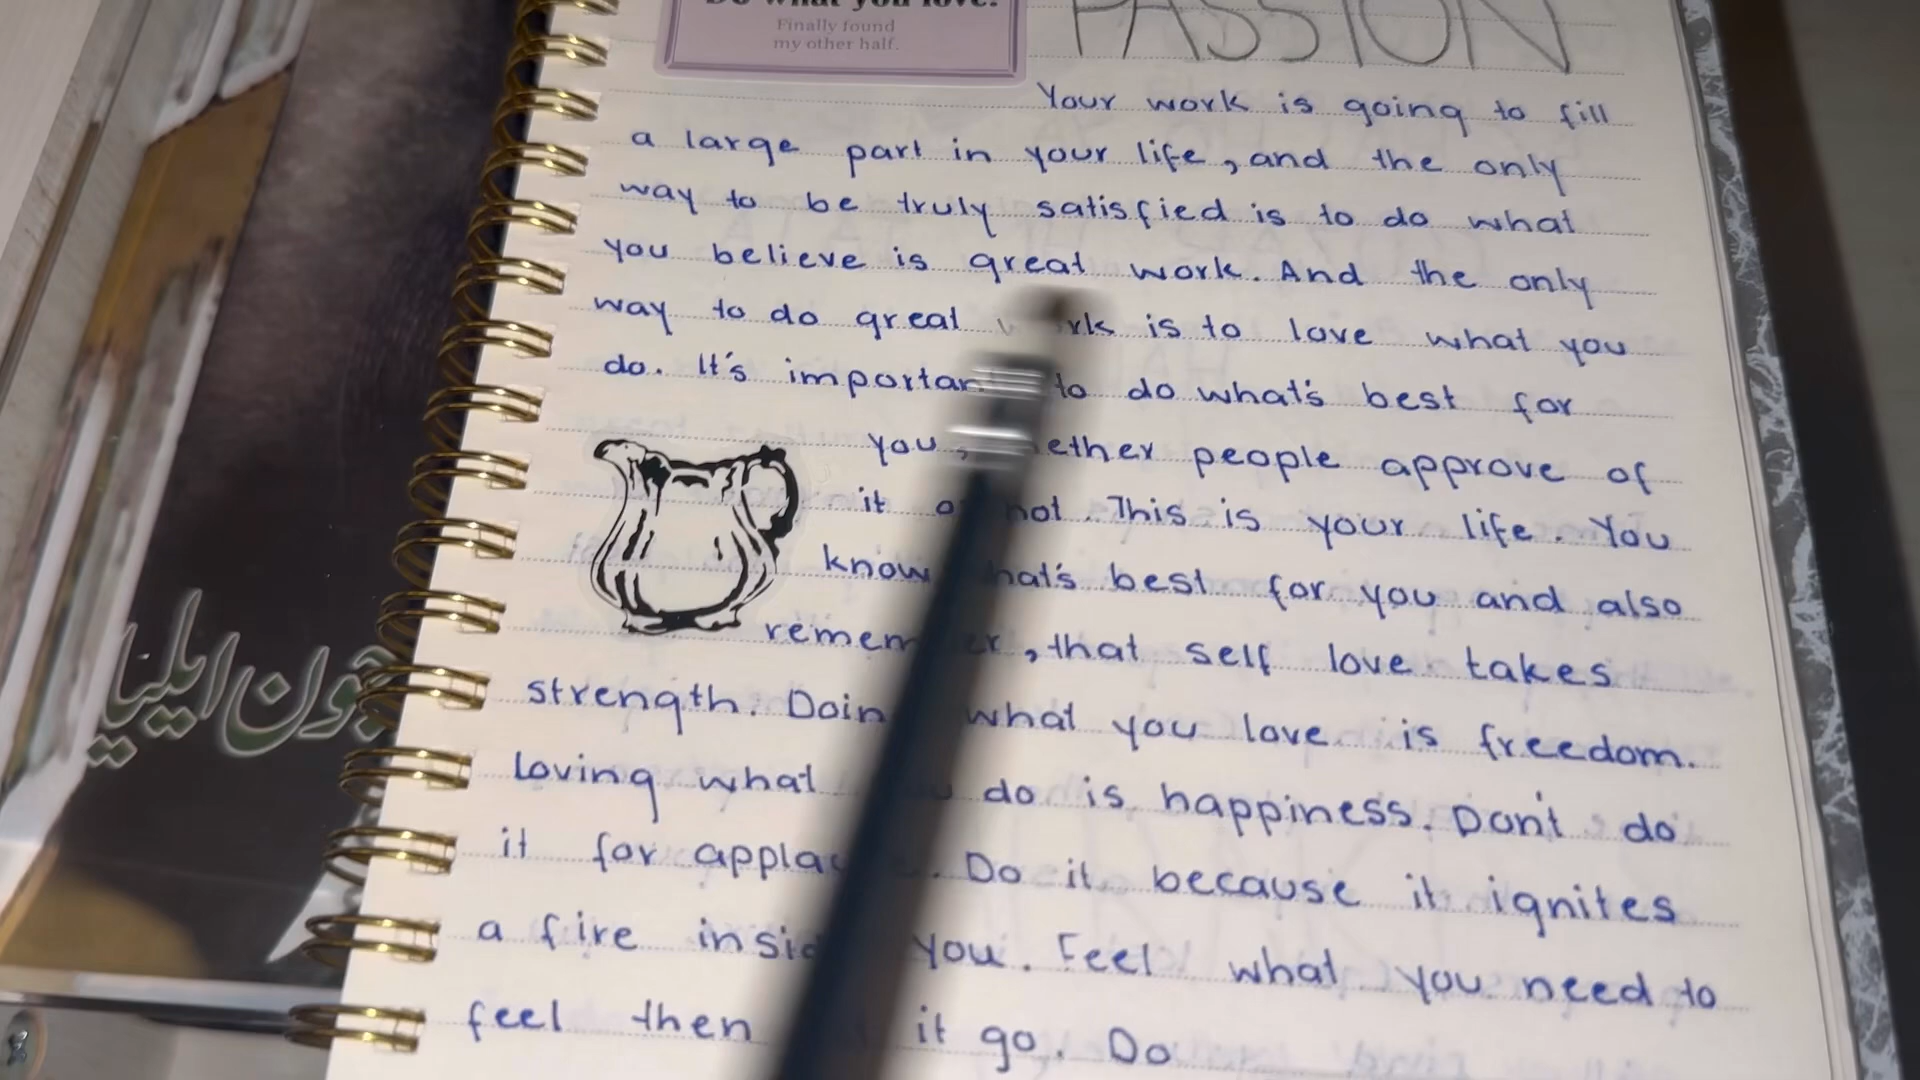 Do what you love.
Finally found
my other half.
PASSION
Your work is going to fill
a large part in your life, and the only
way to be truly satisfied is to do what
you believe is great work. And the only
way to do great work is to love what you
do. It's important to do what's best for
you, whether people approve of
it or not. This is your life. You
know what's best for you and also
remember, that self love takes
strength. Doing what you love is freedom.
Loving what you do is happiness. Don't do
it for applause. Do it because it ignites
a fire inside you. Feel what you need to
feel then it go. Do
جون ایلیا